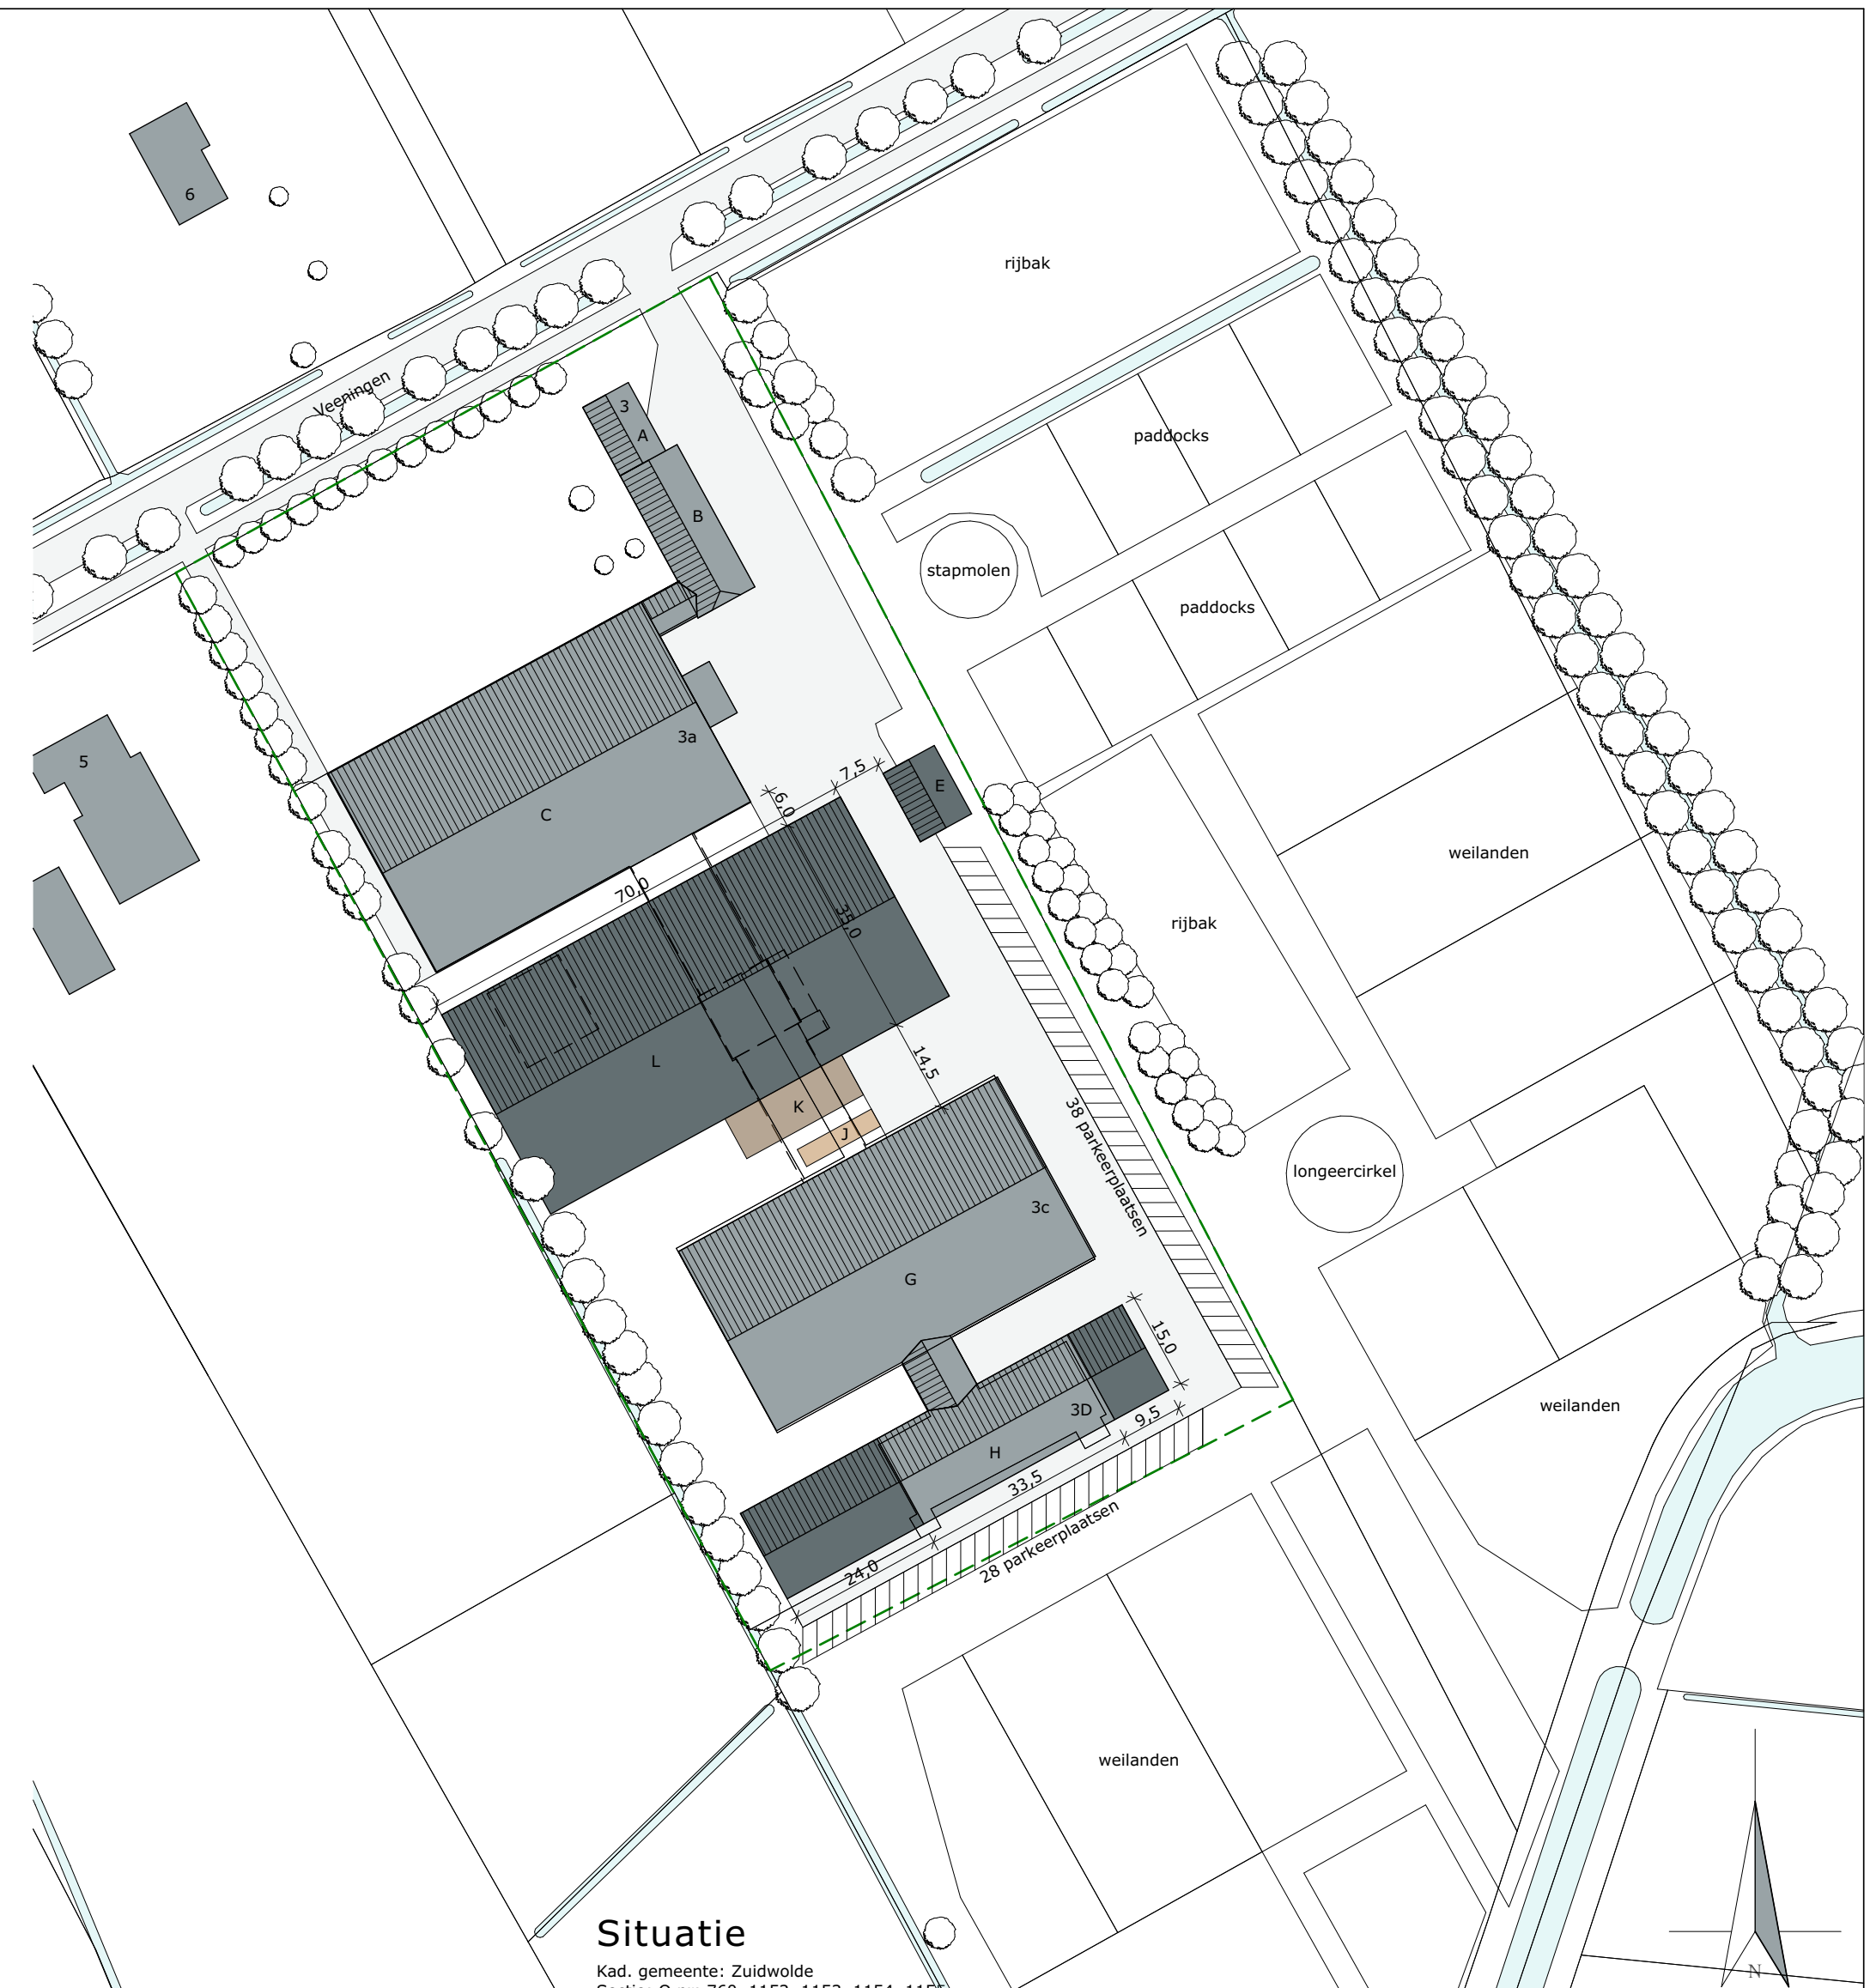 6
rijbak
Veeningen
3
A
paddocks
B
stapmolen
paddocks
3a
5
7,5
E
6,0
C
weilanden
70,0
35,0
rijbak
L
14,5
K
J
38 parkeerplaatsen
longeercirkel
3c
G
15,0
weilanden
3D
9,5
H
33,5
28 parkeerplaatsen
24,0
weilanden
Situatie
N
Kad. gemeente: Zuidwolde